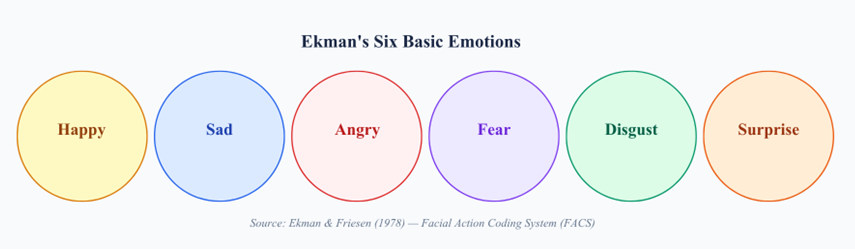 Ekman's Six Basic Emotions
Happy Sad Angry Fear Disgust Surprise
Source: Ekman & Friesen (1978) — Facial Action Coding System (FACS)